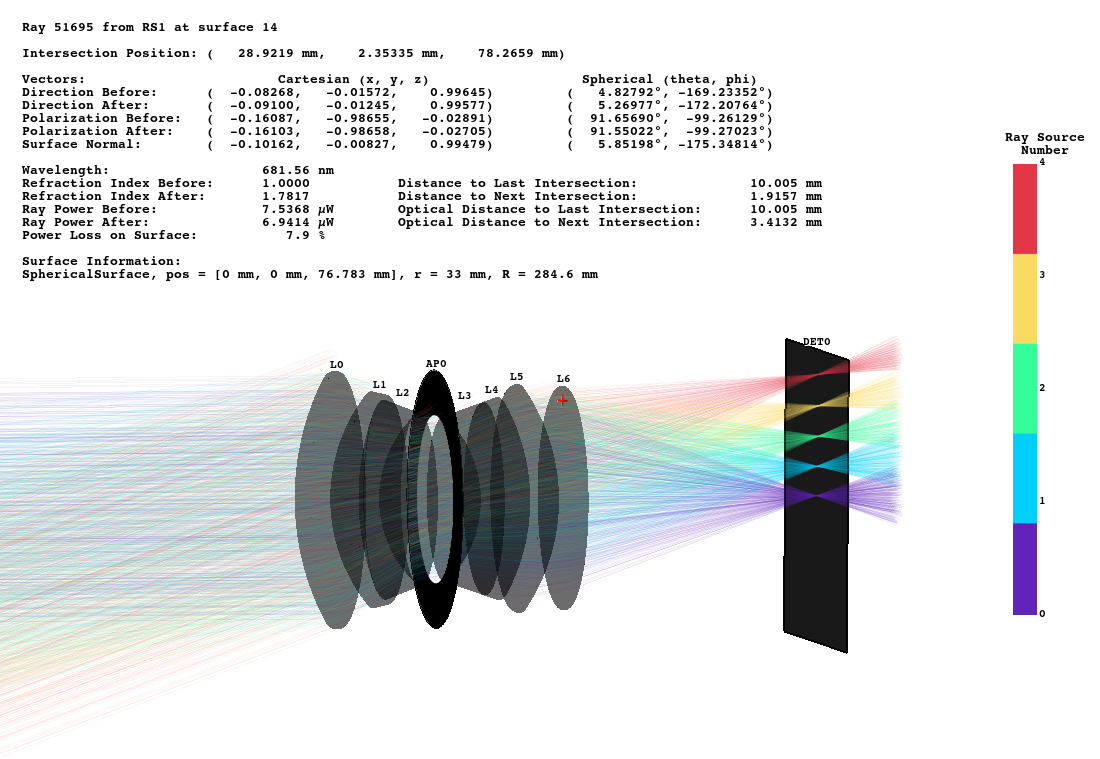 Ray 51695 from RS1 at surface 14
Intersection Position: ( 28.9219 mm, 2.35335 mm, 78.2659 mm)
Vectors: Cartesian (x, y, z) Spherical (theta, phi)
Direction Before: ( -0.08268, -0.01572, 0.99645) ( 4.82792°, -169.23352°)
Direction After: ( -0.09100, -0.01245, 0.99577) ( 5.26977°, -172.20764°)
Polarization Before: ( -0.16087, -0.98655, -0.02891) ( 91.65690°, -99.26129°)
Polarization After: ( -0.16103, -0.98658, -0.02705) ( 91.55022°, -99.27023°)
Surface Normal: ( -0.10162, -0.00827, 0.99479) ( 5.85198°, -175.34814°)
Wavelength: 681.56 nm
Refraction Index Before: 1.0000 Distance to Last Intersection: 10.005 mm
Refraction Index After: 1.7817 Distance to Next Intersection: 1.9157 mm
Ray Power Before: 7.5368 µW Optical Distance to Last Intersection: 10.005 mm
Ray Power After: 6.9414 µW Optical Distance to Next Intersection: 3.4132 mm
Power Loss on Surface: 7.9 %
Surface Information:
SphericalSurface, pos = [0 mm, 0 mm, 76.783 mm], r = 33 mm, R = 284.6 mm
Ray Source
Number
4
3
2
1
0
L0
L1
L2
AP0
L3
L4
L5
L6
DET0